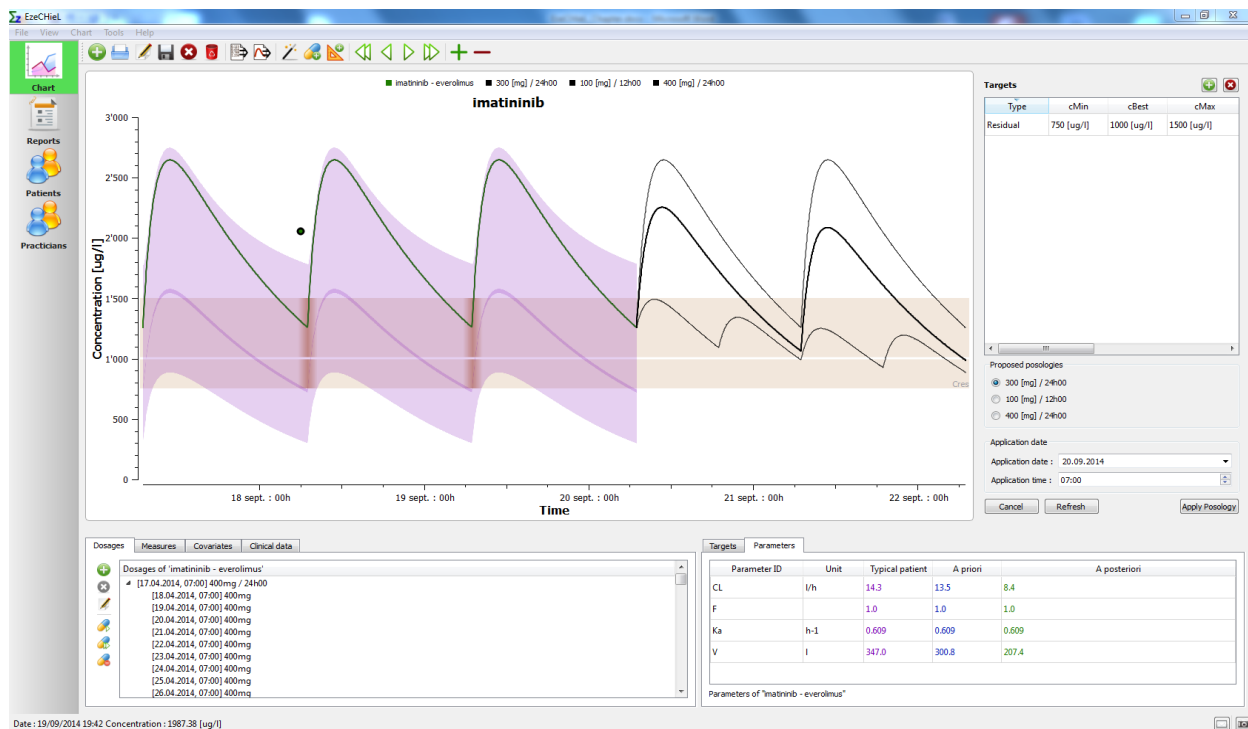 EzeCHieL
File View Chart Tools Help
Chart
Reports
Patients
Practicians
imatininib - everolimus 300 [mg] / 24h00 100 [mg] / 12h00 400 [mg] / 24h00
imatininib
Concentration [ug/l]
3'000
2'500
2'000
1'500
1'000
500
0
Cres
18 sept. : 00h 19 sept. : 00h 20 sept. : 00h 21 sept. : 00h 22 sept. : 00h
Time
Targets
Type cMin cBest cMax
Residual 750 [ug/l] 1000 [ug/l] 1500 [ug/l]
Proposed posologies
300 [mg] / 24h00
100 [mg] / 12h00
400 [mg] / 24h00
Application date
Application date : 20.09.2014
Application time : 07:00
Cancel Refresh Apply Posology
Dosages Measures Covariates Clinical data
Dosages of 'imatininib - everolimus'
[17.04.2014, 07:00] 400mg / 24h00
[18.04.2014, 07:00] 400mg
[19.04.2014, 07:00] 400mg
[20.04.2014, 07:00] 400mg
[21.04.2014, 07:00] 400mg
[22.04.2014, 07:00] 400mg
[23.04.2014, 07:00] 400mg
[24.04.2014, 07:00] 400mg
[25.04.2014, 07:00] 400mg
[26.04.2014, 07:00] 400mg
Targets Parameters
Parameter ID Unit Typical patient A priori A posteriori
CL l/h 14.3 13.5 8.4
F 1.0 1.0 1.0
Ka h-1 0.609 0.609 0.609
V l 347.0 300.8 207.4
Parameters of "imatininib - everolimus"
Date : 19/09/2014 19:42 Concentration : 1987.38 [ug/l]